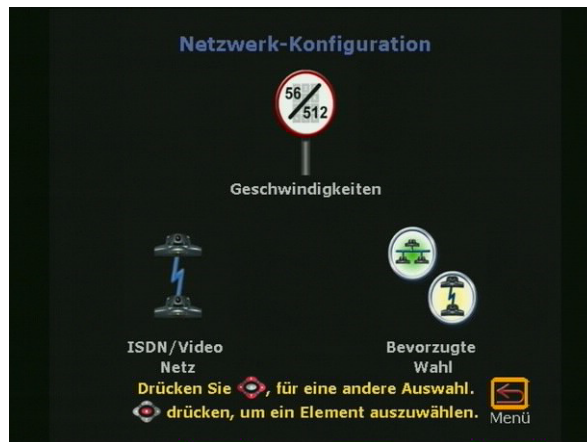 Netzwerk-Konfiguration
56
512
Geschwindigkeiten
ISDN/Video
Netz
Bevorzugte
Wahl
Drücken Sie , für eine andere Auswahl.
drücken, um ein Element auszuwählen.
Menü